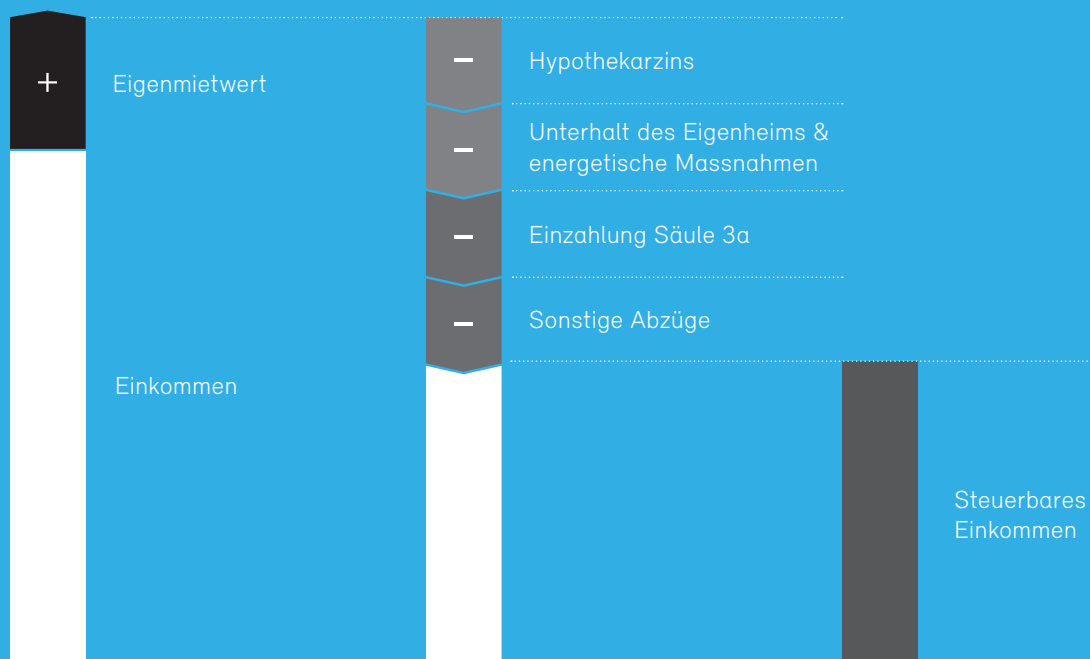 +
Eigenmietwert
Einkommen
−
Hypothekarzins
−
Unterhalt des Eigenheims &
energetische Massnahmen
−
Einzahlung Säule 3a
−
Sonstige Abzüge
Steuerbares
Einkommen